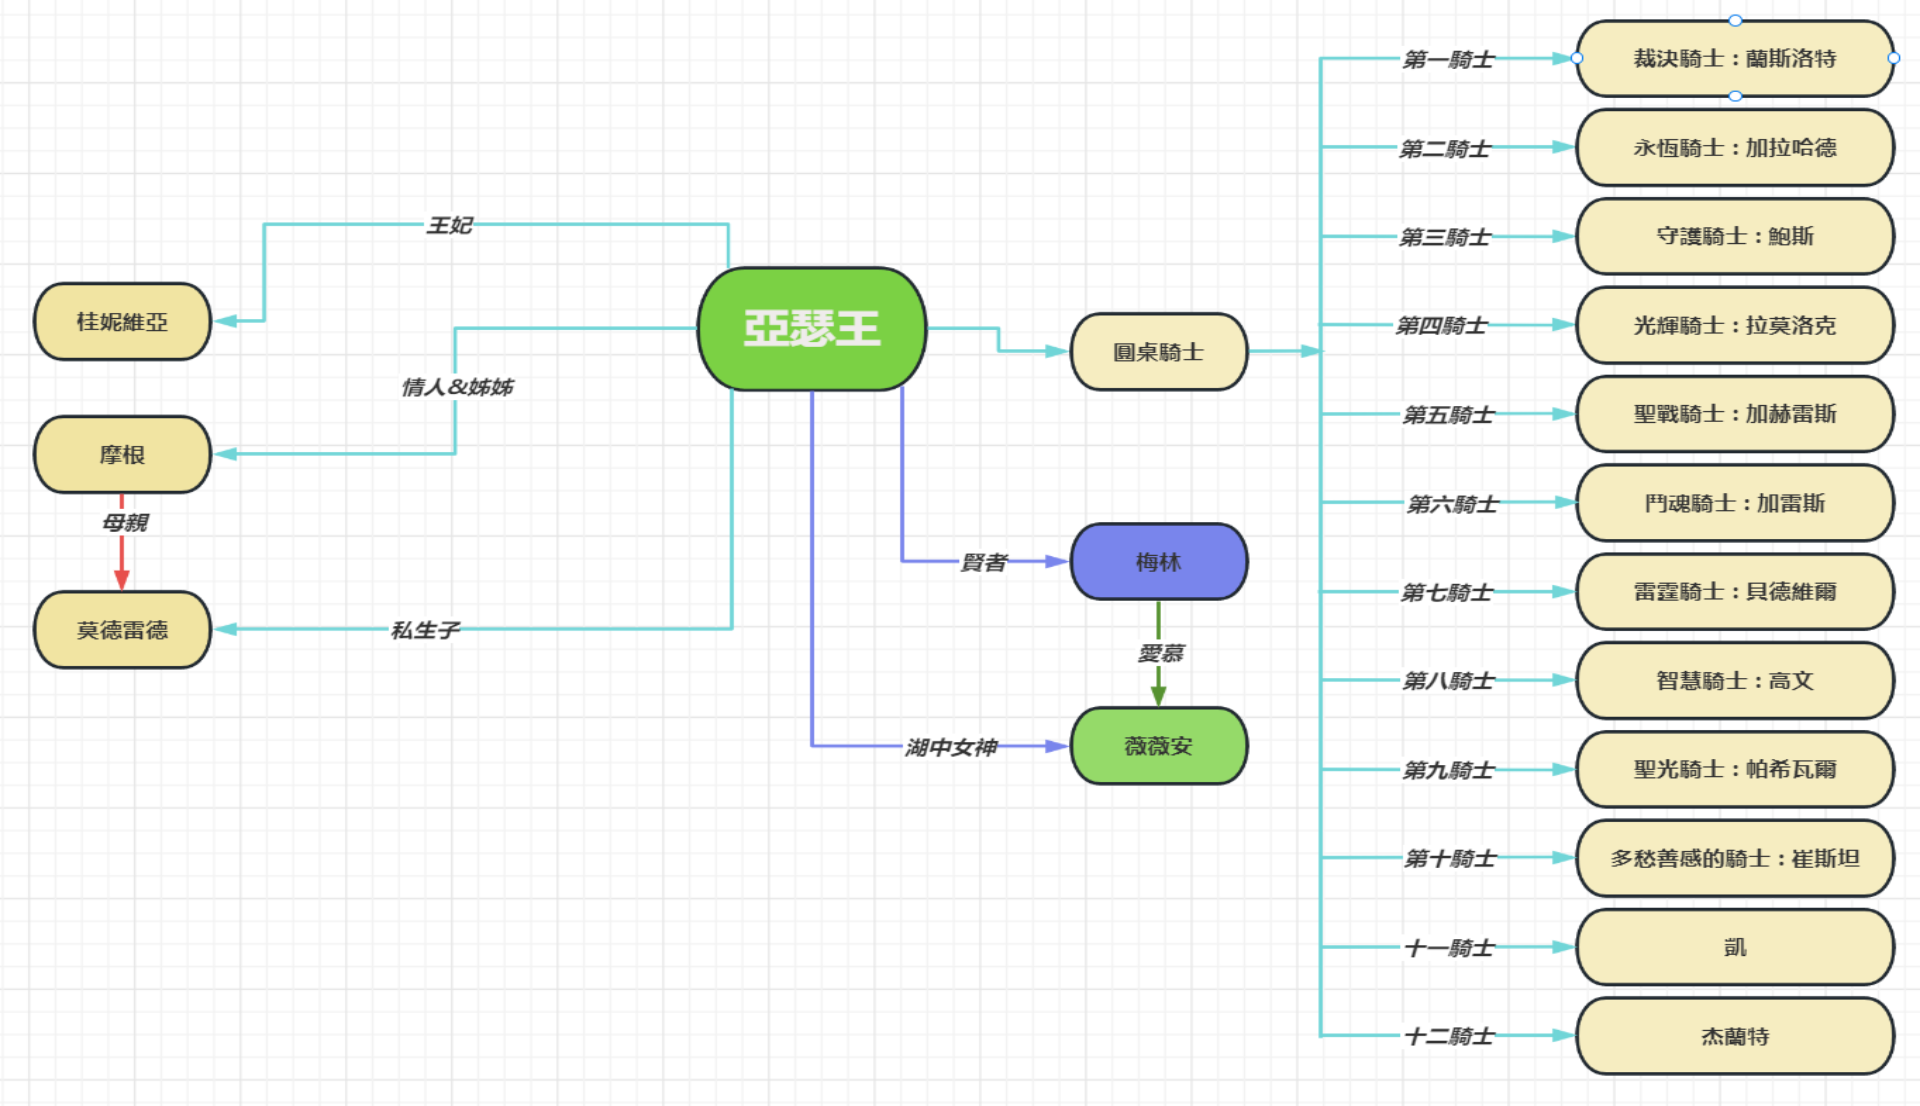 王妃
桂妮維亞
情人&姊姊
摩根
母親
莫德雷德
私生子
亞瑟王
圓桌騎士
賢者
梅林
愛慕
湖中女神
薇薇安
第一騎士
裁決騎士：蘭斯洛特
第二騎士
永恆騎士：加拉哈德
第三騎士
守護騎士：鮑斯
第四騎士
光輝騎士：拉莫洛克
第五騎士
聖戰騎士：加赫雷斯
第六騎士
鬥魂騎士：加雷斯
第七騎士
雷霆騎士：貝德維爾
第八騎士
智慧騎士：高文
第九騎士
聖光騎士：帕希瓦爾
第十騎士
多愁善感的騎士：崔斯坦
十一騎士
凱
十二騎士
杰蘭特